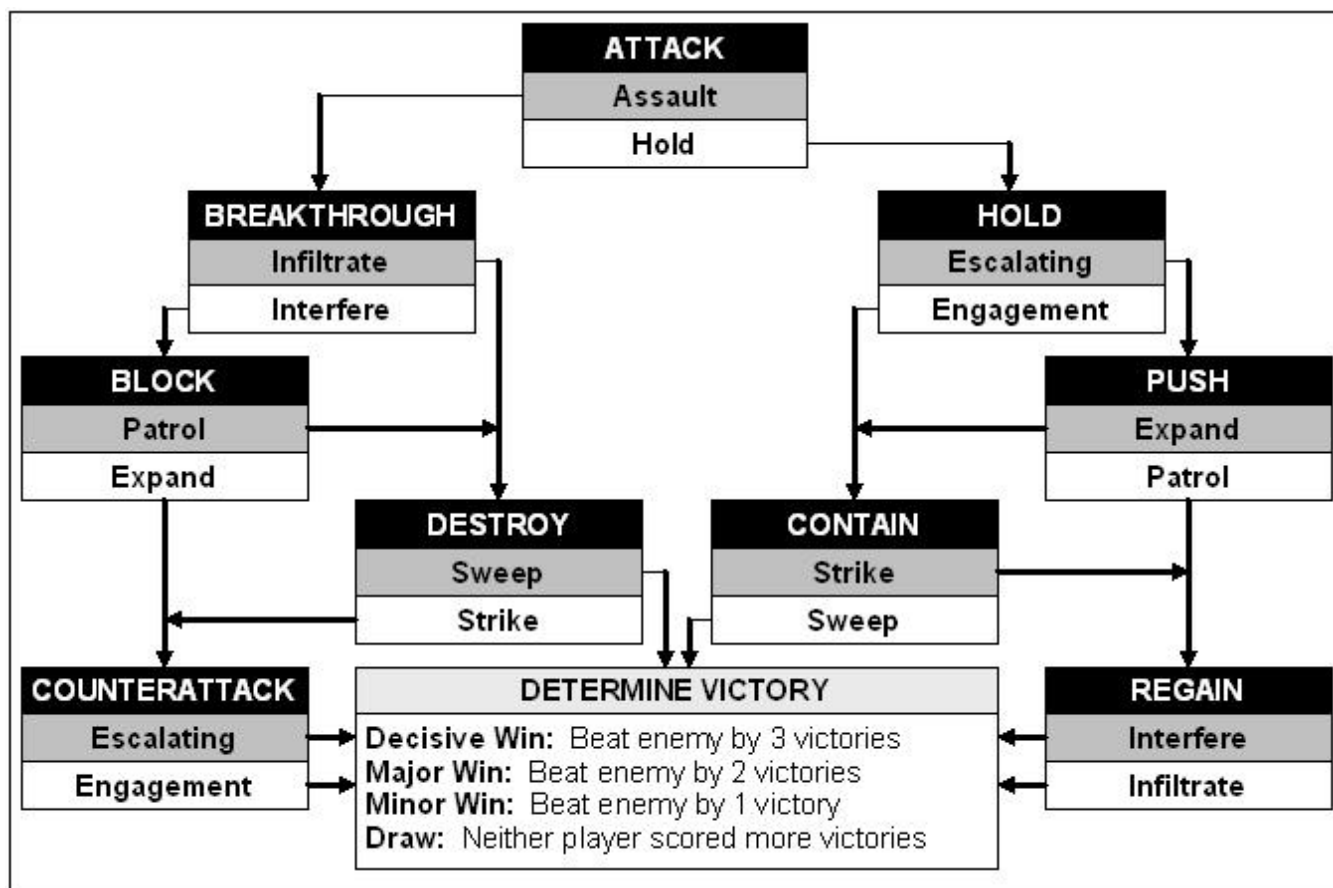 ATTACK
Assault
Hold
BREAKTHROUGH
Infiltrate
Interfere
HOLD
Escalating
Engagement
BLOCK
Patrol
Expand
PUSH
Expand
Patrol
DESTROY
Sweep
Strike
CONTAIN
Strike
Sweep
COUNTERATTACK
Escalating
Engagement
DETERMINE VICTORY
Decisive Win: Beat enemy by 3 victories
Major Win: Beat enemy by 2 victories
Minor Win: Beat enemy by 1 victory
Draw: Neither player scored more victories
REGAIN
Interfere
Infiltrate